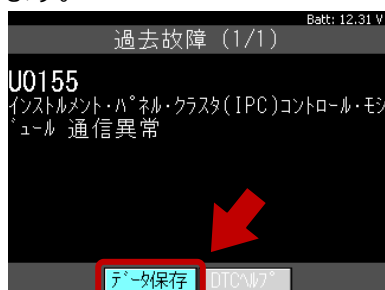 Batt: 12.31 V
過去故障 (1/1)
U0155
インストルメント・パネル・クラスタ(IPC)コントロール・モジ
ュール 通信異常
データ保存 DTCヘルプ